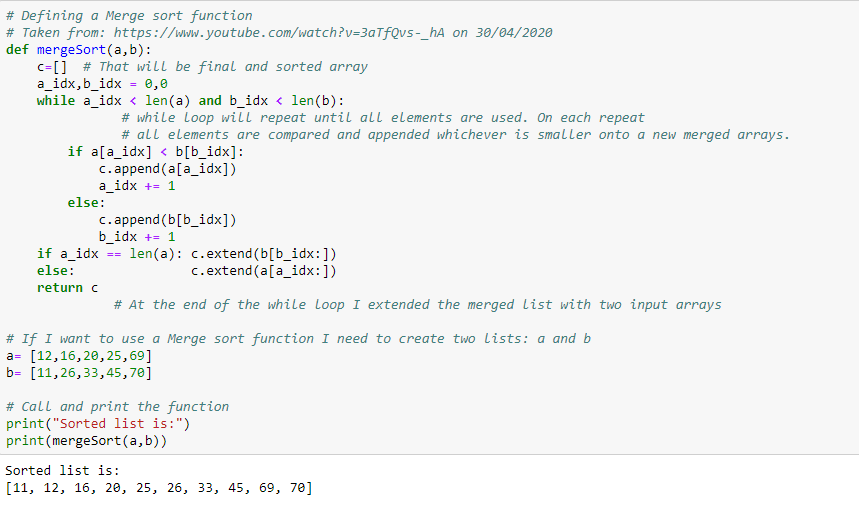 # Defining a Merge sort function
# Taken from: https://www.youtube.com/watch?v=3aTfQvs-_hA on 30/04/2020
def mergeSort(a,b):
    c=[]  # That will be final and sorted array
    a_idx,b_idx = 0,0
    while a_idx < len(a) and b_idx < len(b):
               # while loop will repeat until all elements are used. On each repeat
               # all elements are compared and appended whichever is smaller onto a new merged arrays.
        if a[a_idx] < b[b_idx]:
            c.append(a[a_idx])
            a_idx += 1
        else:
            c.append(b[b_idx])
            b_idx += 1
    if a_idx == len(a): c.extend(b[b_idx:])
    else:               c.extend(a[a_idx:])
    return c
              # At the end of the while loop I extended the merged list with two input arrays
# If I want to use a Merge sort function I need to create two lists: a and b
a= [12,16,20,25,69]
b= [11,26,33,45,70]
# Call and print the function
print("Sorted list is:")
print(mergeSort(a,b))
Sorted list is:
[11, 12, 16, 20, 25, 26, 33, 45, 69, 70]